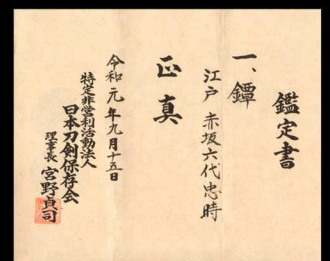 鑑定書
一、鐔
江戸 赤坂六代忠時
正真
令和元年九月十五日
特定非営利活動法人
日本刀剣保存会
理事長 宮野貞司